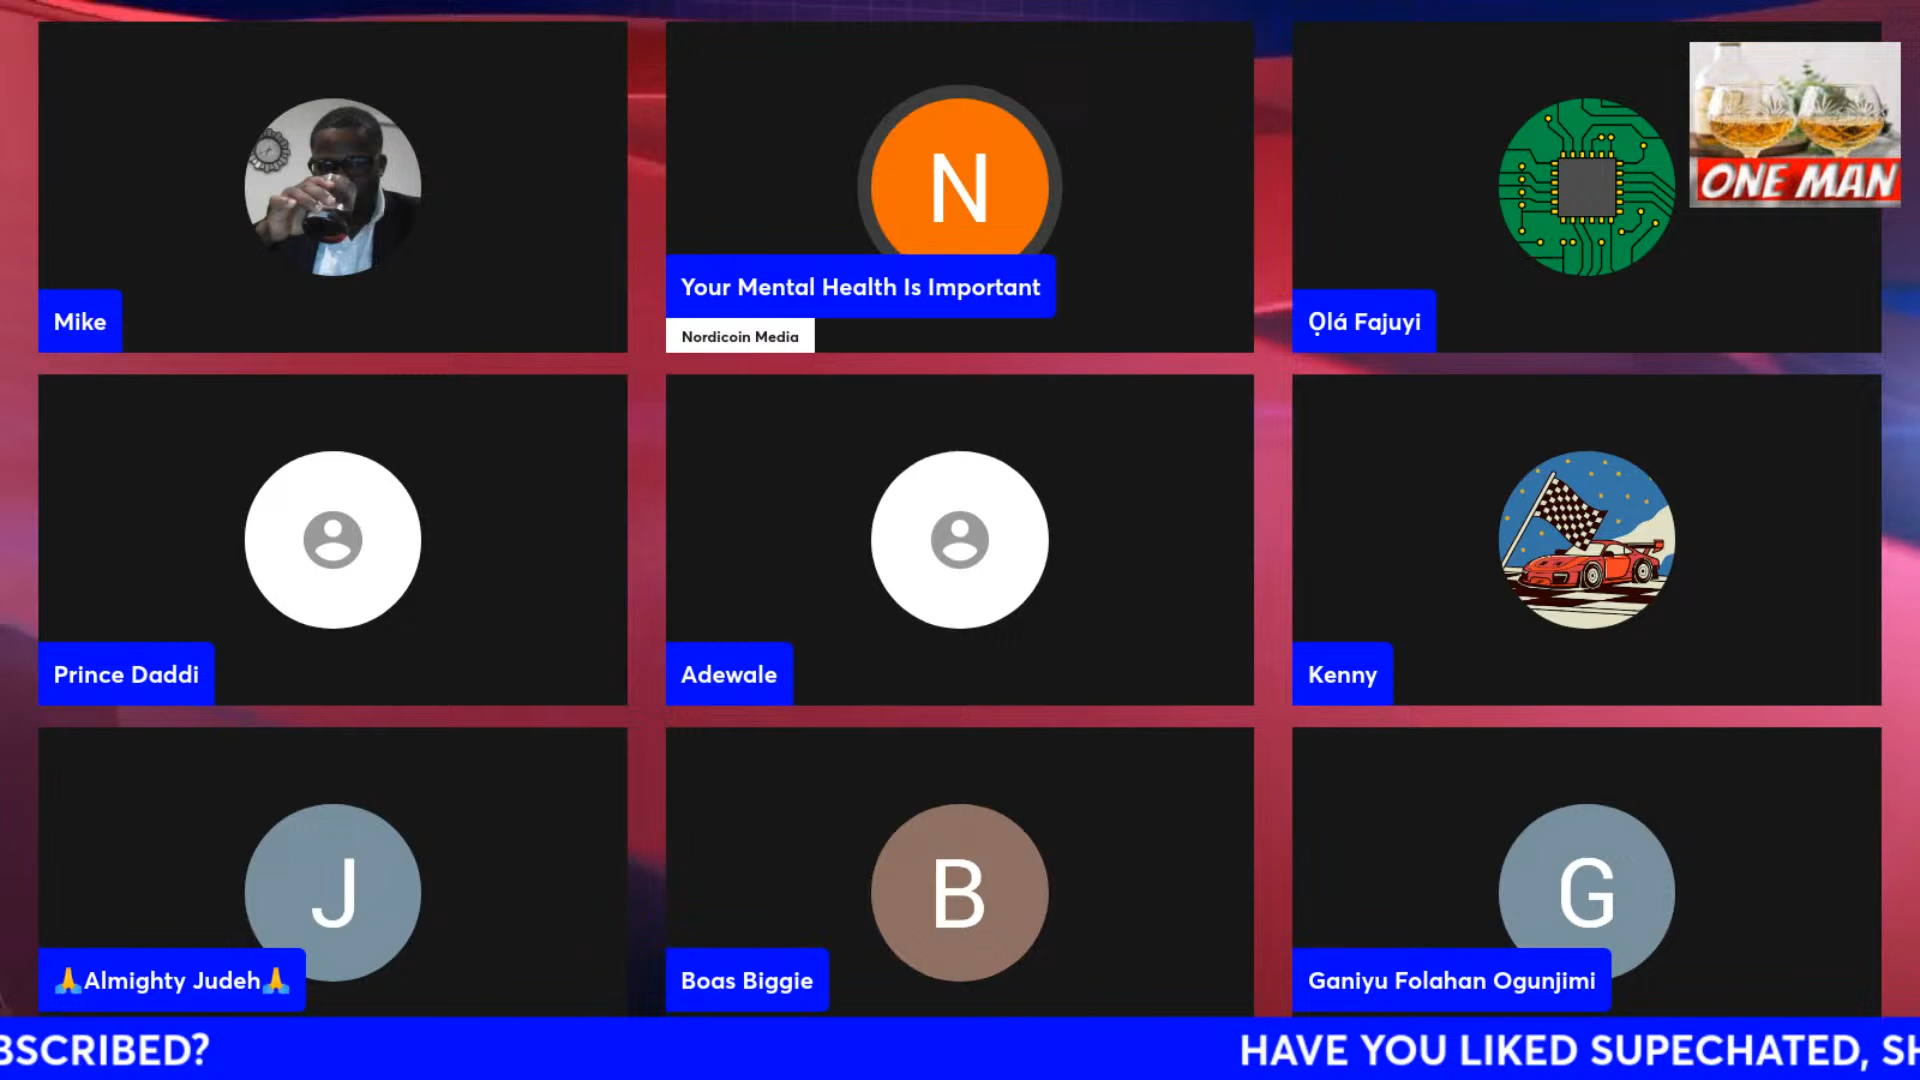 ONE MAN
N
Mike
Your Mental Health Is Important
Nordicoin Media
Ọlá Fajuyi
Prince Daddi
Adewale
Kenny
J
B
G
🙏Almighty Judeh🙏
Boas Biggie
Ganiyu Folahan Ogunjimi
BSCRIBED?
HAVE YOU LIKED SUPECHATED, SH